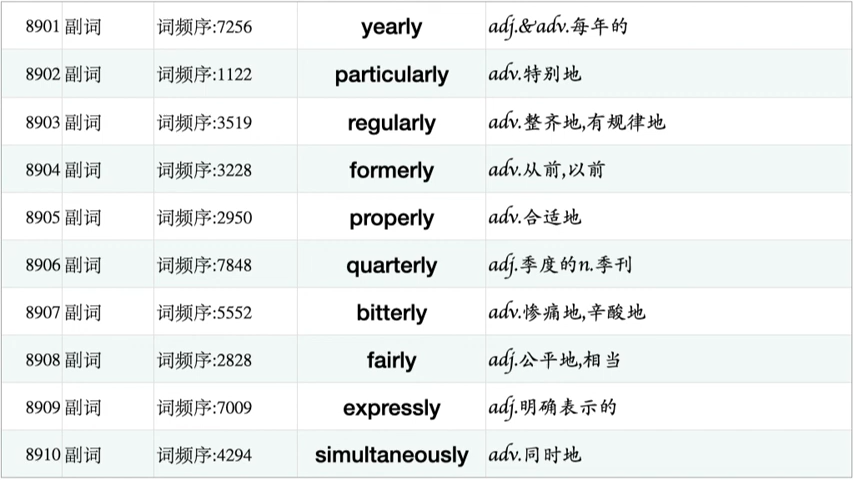 8901 副词 词频序:7256 yearly adj.&adv.每年的
8902 副词 词频序:1122 particularly adv.特别地
8903 副词 词频序:3519 regularly adv.整齐地,有规律地
8904 副词 词频序:3228 formerly adv.从前,以前
8905 副词 词频序:2950 properly adv.合适地
8906 副词 词频序:7848 quarterly adj.季度的n.季刊
8907 副词 词频序:5552 bitterly adv.惨痛地,辛酸地
8908 副词 词频序:2828 fairly adj.公平地,相当
8909 副词 词频序:7009 expressly adj.明确表示的
8910 副词 词频序:4294 simultaneously adv.同时地